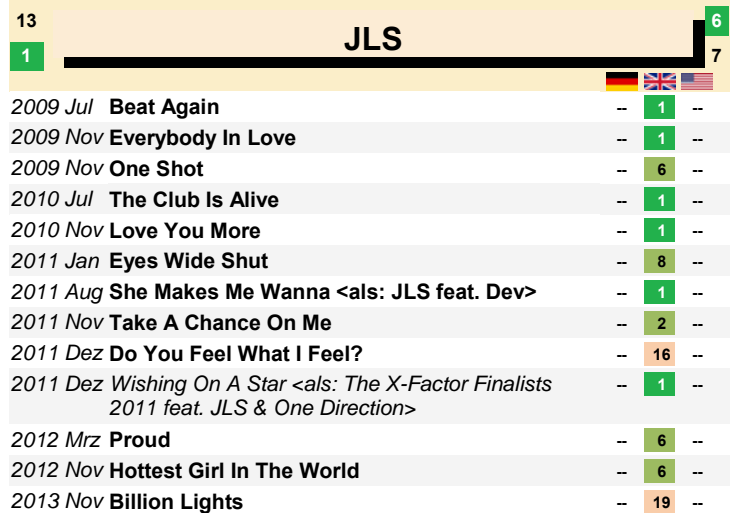 13
JLS
6
1
7
2009 Jul Beat Again -- 1 --
2009 Nov Everybody In Love -- 1 --
2009 Nov One Shot -- 6 --
2010 Jul The Club Is Alive -- 1 --
2010 Nov Love You More -- 1 --
2011 Jan Eyes Wide Shut -- 8 --
2011 Aug She Makes Me Wanna <als: JLS feat. Dev> -- 1 --
2011 Nov Take A Chance On Me -- 2 --
2011 Dez Do You Feel What I Feel? -- 16 --
2011 Dez Wishing On A Star <als: The X-Factor Finalists -- 1 --
2011 feat. JLS & One Direction>
2012 Mrz Proud -- 6 --
2012 Nov Hottest Girl In The World -- 6 --
2013 Nov Billion Lights -- 19 --